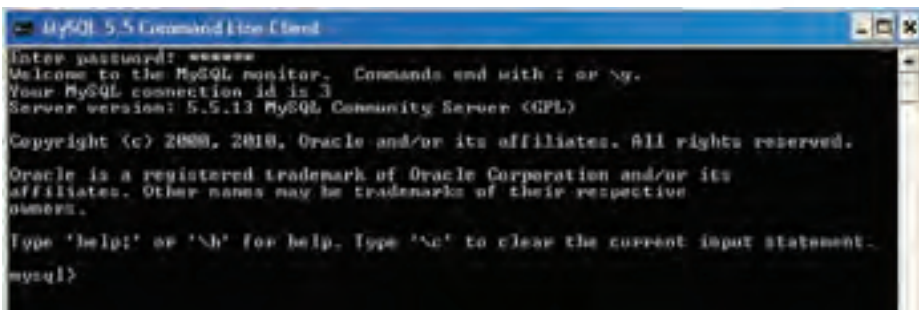 MySQL 5.5 Command Line Client
Enter password: ******
Welcome to the MySQL monitor.  Commands end with ; or \g.
Your MySQL connection id is 3
Server version: 5.5.13 MySQL Community Server (GPL)
Copyright (c) 2000, 2010, Oracle and/or its affiliates. All rights reserved.
Oracle is a registered trademark of Oracle Corporation and/or its
affiliates. Other names may be trademarks of their respective
owners.
Type 'help;' or '\h' for help. Type '\c' to clear the current input statement.
mysql>